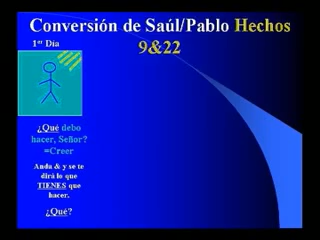 Conversión de Saúl/Pablo Hechos
9&22
1er Día
¿Qué debo
hacer, Señor?
=Creer
Anda & y se te
dirá lo que
TIENES que
hacer.
¿Qué?